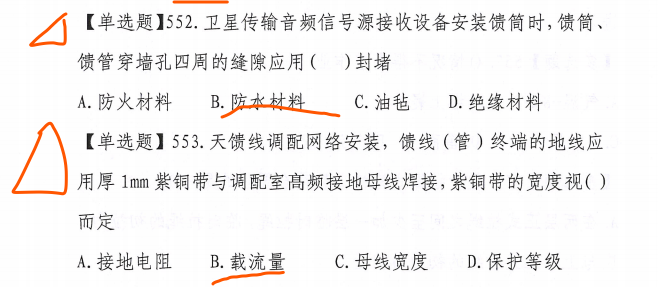 【单选题】552.卫星传输音频信号源接收设备安装馈筒时，馈筒、
馈管穿墙孔四周的缝隙应用( )封堵
A.防火材料 B.防水材料 C.油毡 D.绝缘材料
【单选题】553.天馈线调配网络安装，馈线（管）终端的地线应
用厚1mm紫铜带与调配室高频接地母线焊接，紫铜带的宽度视( )
而定
A.接地电阻 B.载流量 C.母线宽度 D.保护等级